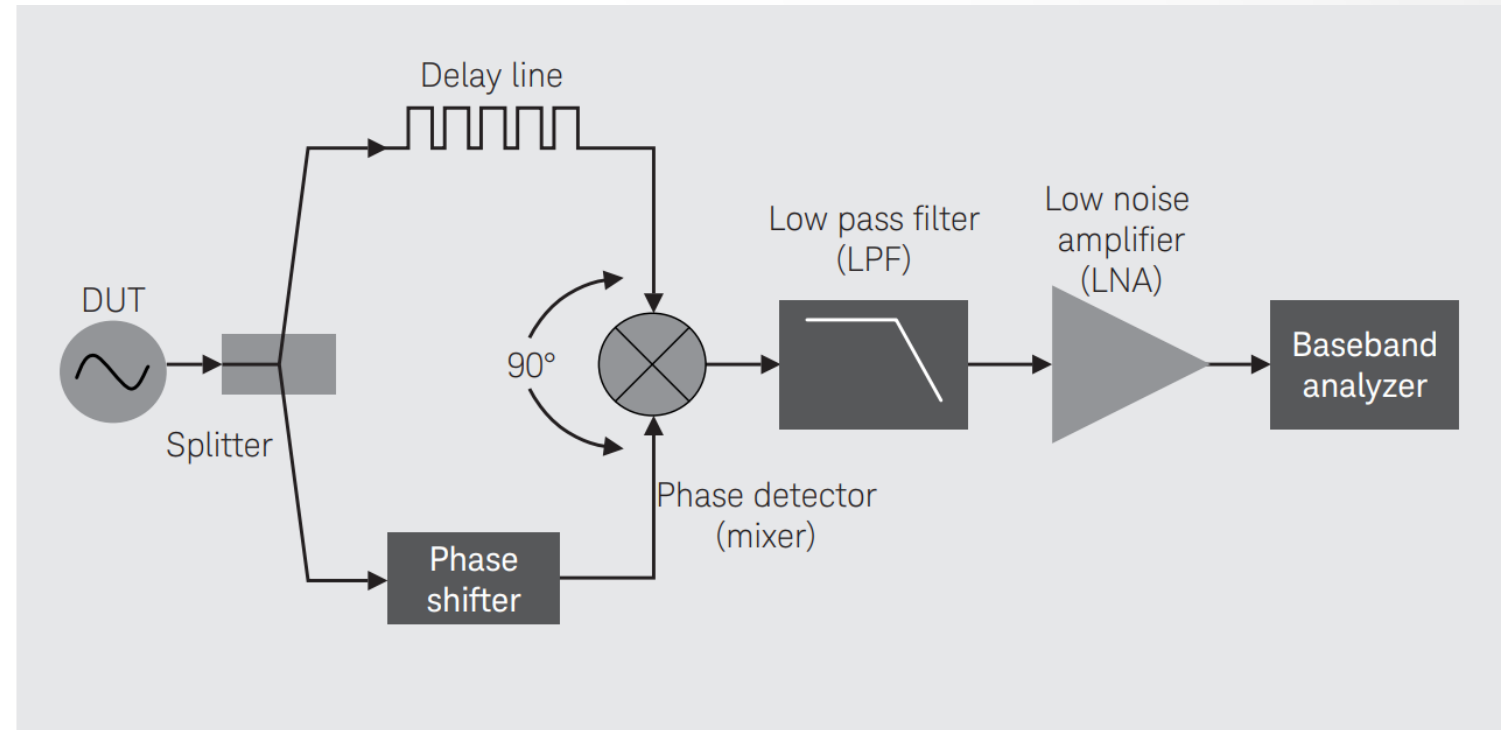 Delay line
DUT
Splitter
90°
Phase
shifter
Phase detector
(mixer)
Low pass filter
(LPF)
Low noise
amplifier
(LNA)
Baseband
analyzer